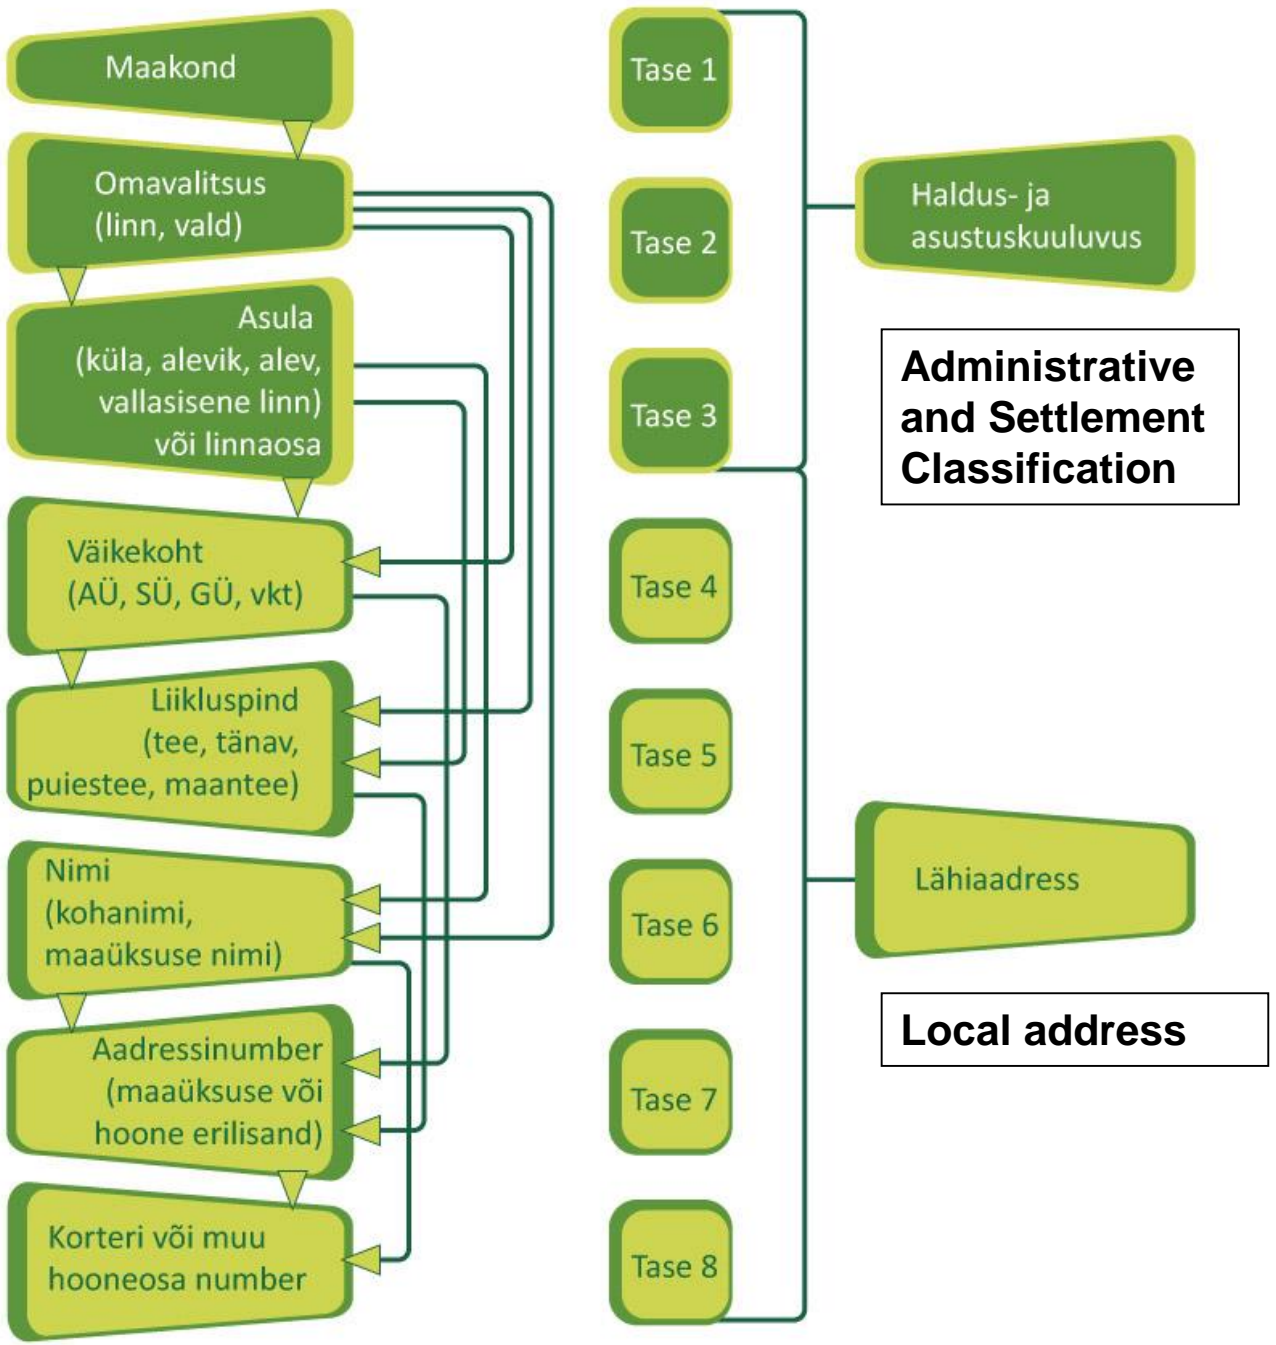 Maakond
Omavalitsus
(linn, vald)
Asula
(küla, alevik, alev,
vallasisene linn)
või linnaosa
Väikekoht
(AÜ, SÜ, GÜ, vkt)
Liikluspind
(tee, tänav,
puiestee, maantee)
Nimi
(kohanimi,
maaüksuse nimi)
Aadressinumber
(maaüksuse või
hoone erilisand)
Korteri või muu
hooneosa number
Tase 1
Tase 2
Tase 3
Tase 4
Tase 5
Tase 6
Tase 7
Tase 8
Haldus- ja
asustuskuuluvus
Administrative
and Settlement
Classification
Lähiaadress
Local address